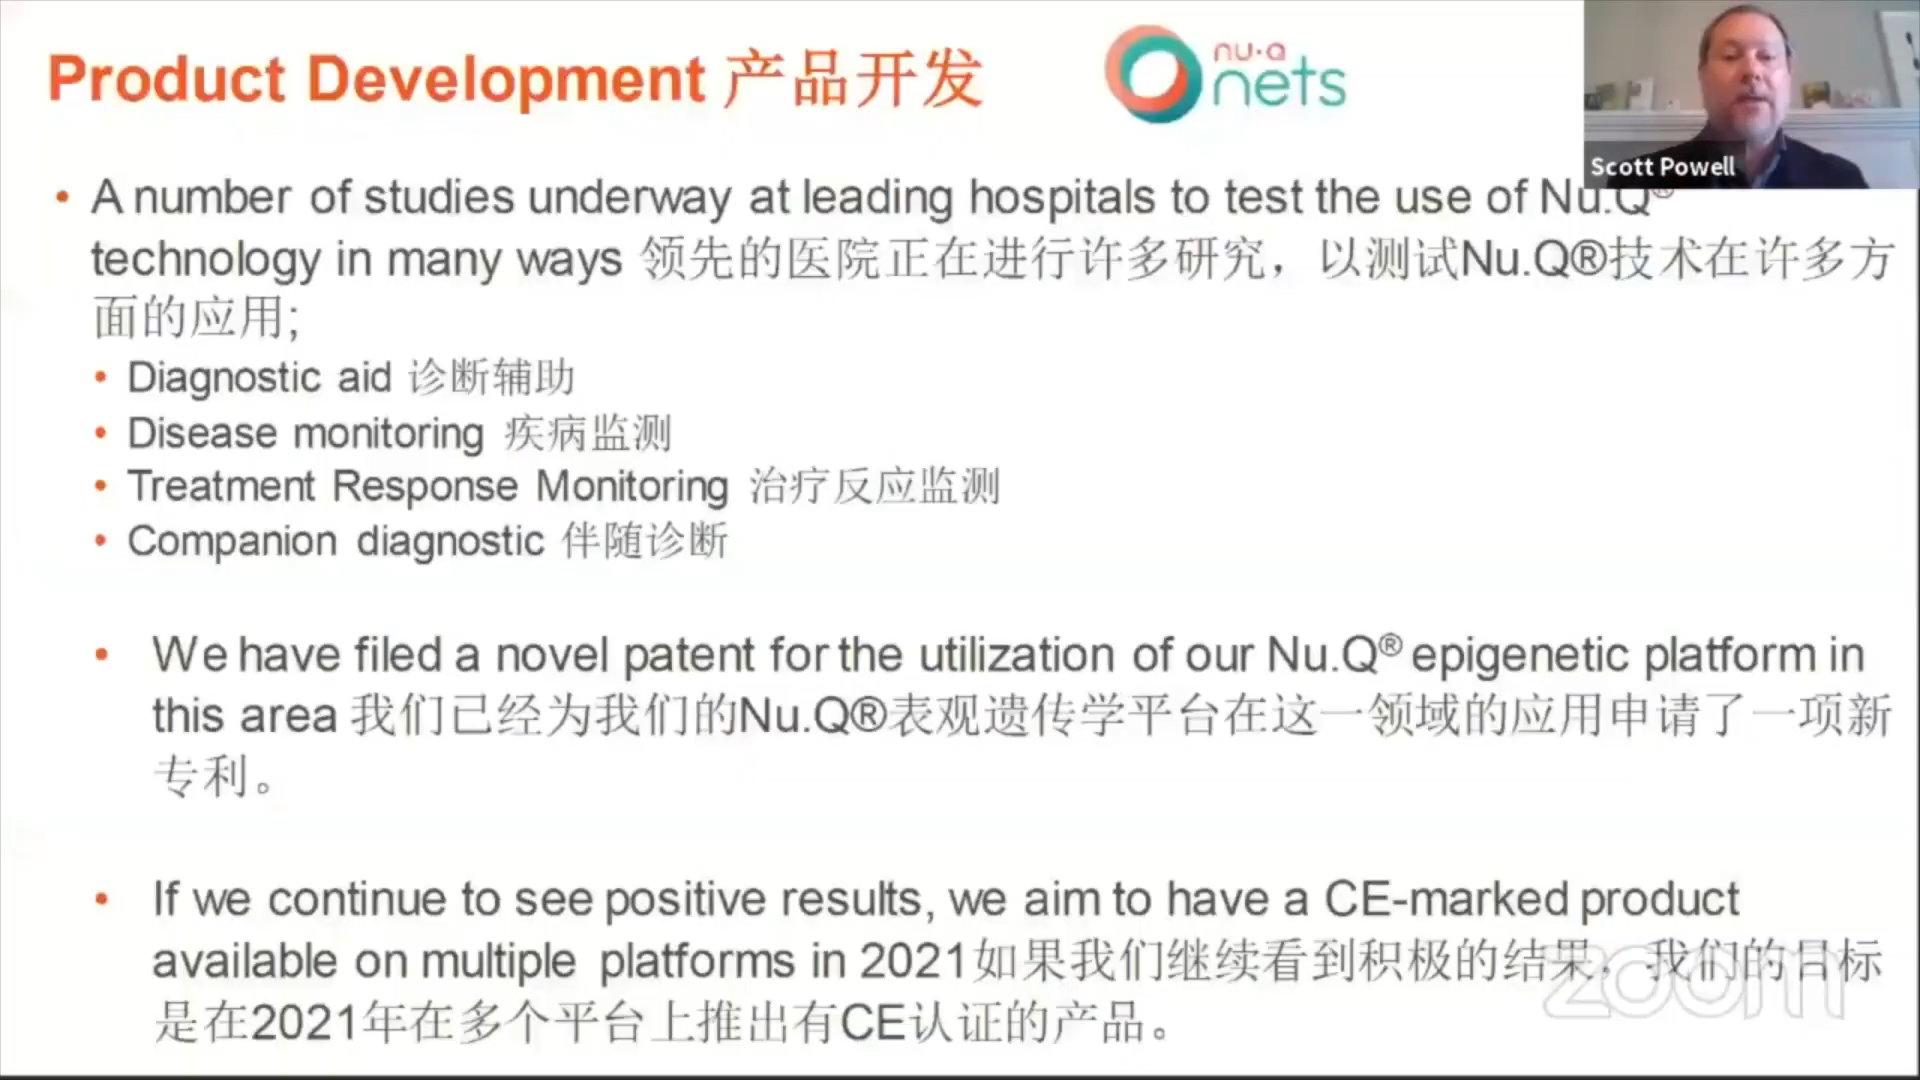 Product Development 产品开发
nu.q
nets
Scott Powell
• A number of studies underway at leading hospitals to test the use of Nu.Q®
technology in many ways 领先的医院正在进行许多研究，以测试Nu.Q®技术在许多方
面的应用;
• Diagnostic aid 诊断辅助
• Disease monitoring 疾病监测
• Treatment Response Monitoring 治疗反应监测
• Companion diagnostic 伴随诊断
• We have filed a novel patent for the utilization of our Nu.Q® epigenetic platform in
this area 我们已经为我们的Nu.Q®表观遗传学平台在这一领域的应用申请了一项新
专利。
• If we continue to see positive results, we aim to have a CE-marked product
available on multiple platforms in 2021如果我们继续看到积极的结果，我们的目标
是在2021年在多个平台上推出有CE认证的产品。
zoom